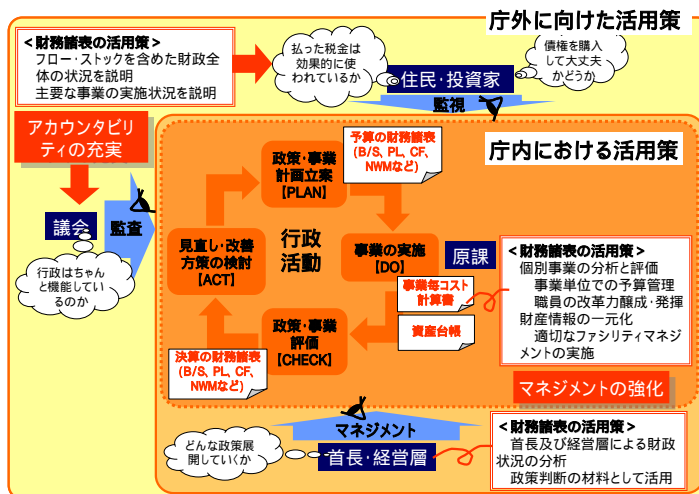 庁外に向けた活用策
<財務諸表の活用策>
フロー・ストックを含めた財政全
体の状況を説明
主要な事業の実施状況を説明
払った税金は
効果的に使
われているか
債権を購入
して大丈夫
かどうか
住民・投資家
監視
アカウンタビリ
ティの充実
議会
監査
行政はちゃん
と機能してい
るのか
庁内における活用策
政策・事業
計画立案
【PLAN】
予算の財務諸表
(B/S, PL, CF,
NWMなど)
見直し・改善
方策の検討
【ACT】
行政
活動
事業の実施
【DO】
原課
事業毎コスト
計算書
資産台帳
政策・事業
評価
【CHECK】
決算の財務諸表
(B/S, PL, CF,
NWMなど)
<財務諸表の活用策>
個別事業の分析と評価
事業単位での予算管理
職員の改革力醸成・発揮
財産情報の一元化
適切なファシリティマネジ
メントの実施
マネジメントの強化
マネジメント
どんな政策展
開していくか
首長・経営層
<財務諸表の活用策>
首長及び経営層による財政
状況の分析
政策判断の材料として活用